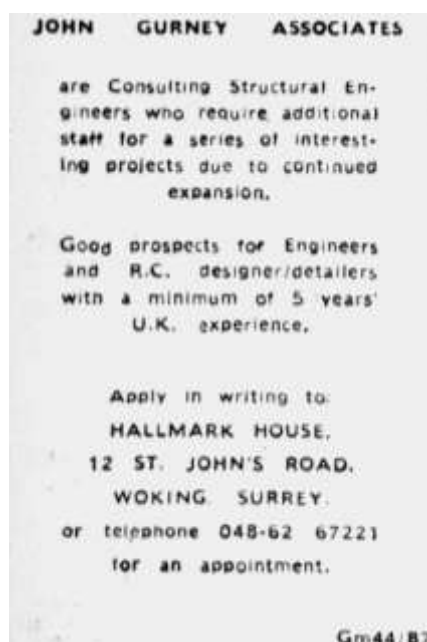 JOHN GURNEY ASSOCIATES
are Consulting Structural En-
gineers who require additional
staff for a series of interest-
ing projects due to continued
expansion.
Good prospects for Engineers
and R.C. designer/detailers
with a minimum of 5 years'
U.K. experience.
Apply in writing to:
HALLMARK HOUSE,
12 ST. JOHN'S ROAD,
WOKING, SURREY.
or telephone 048-62 67221
for an appointment.